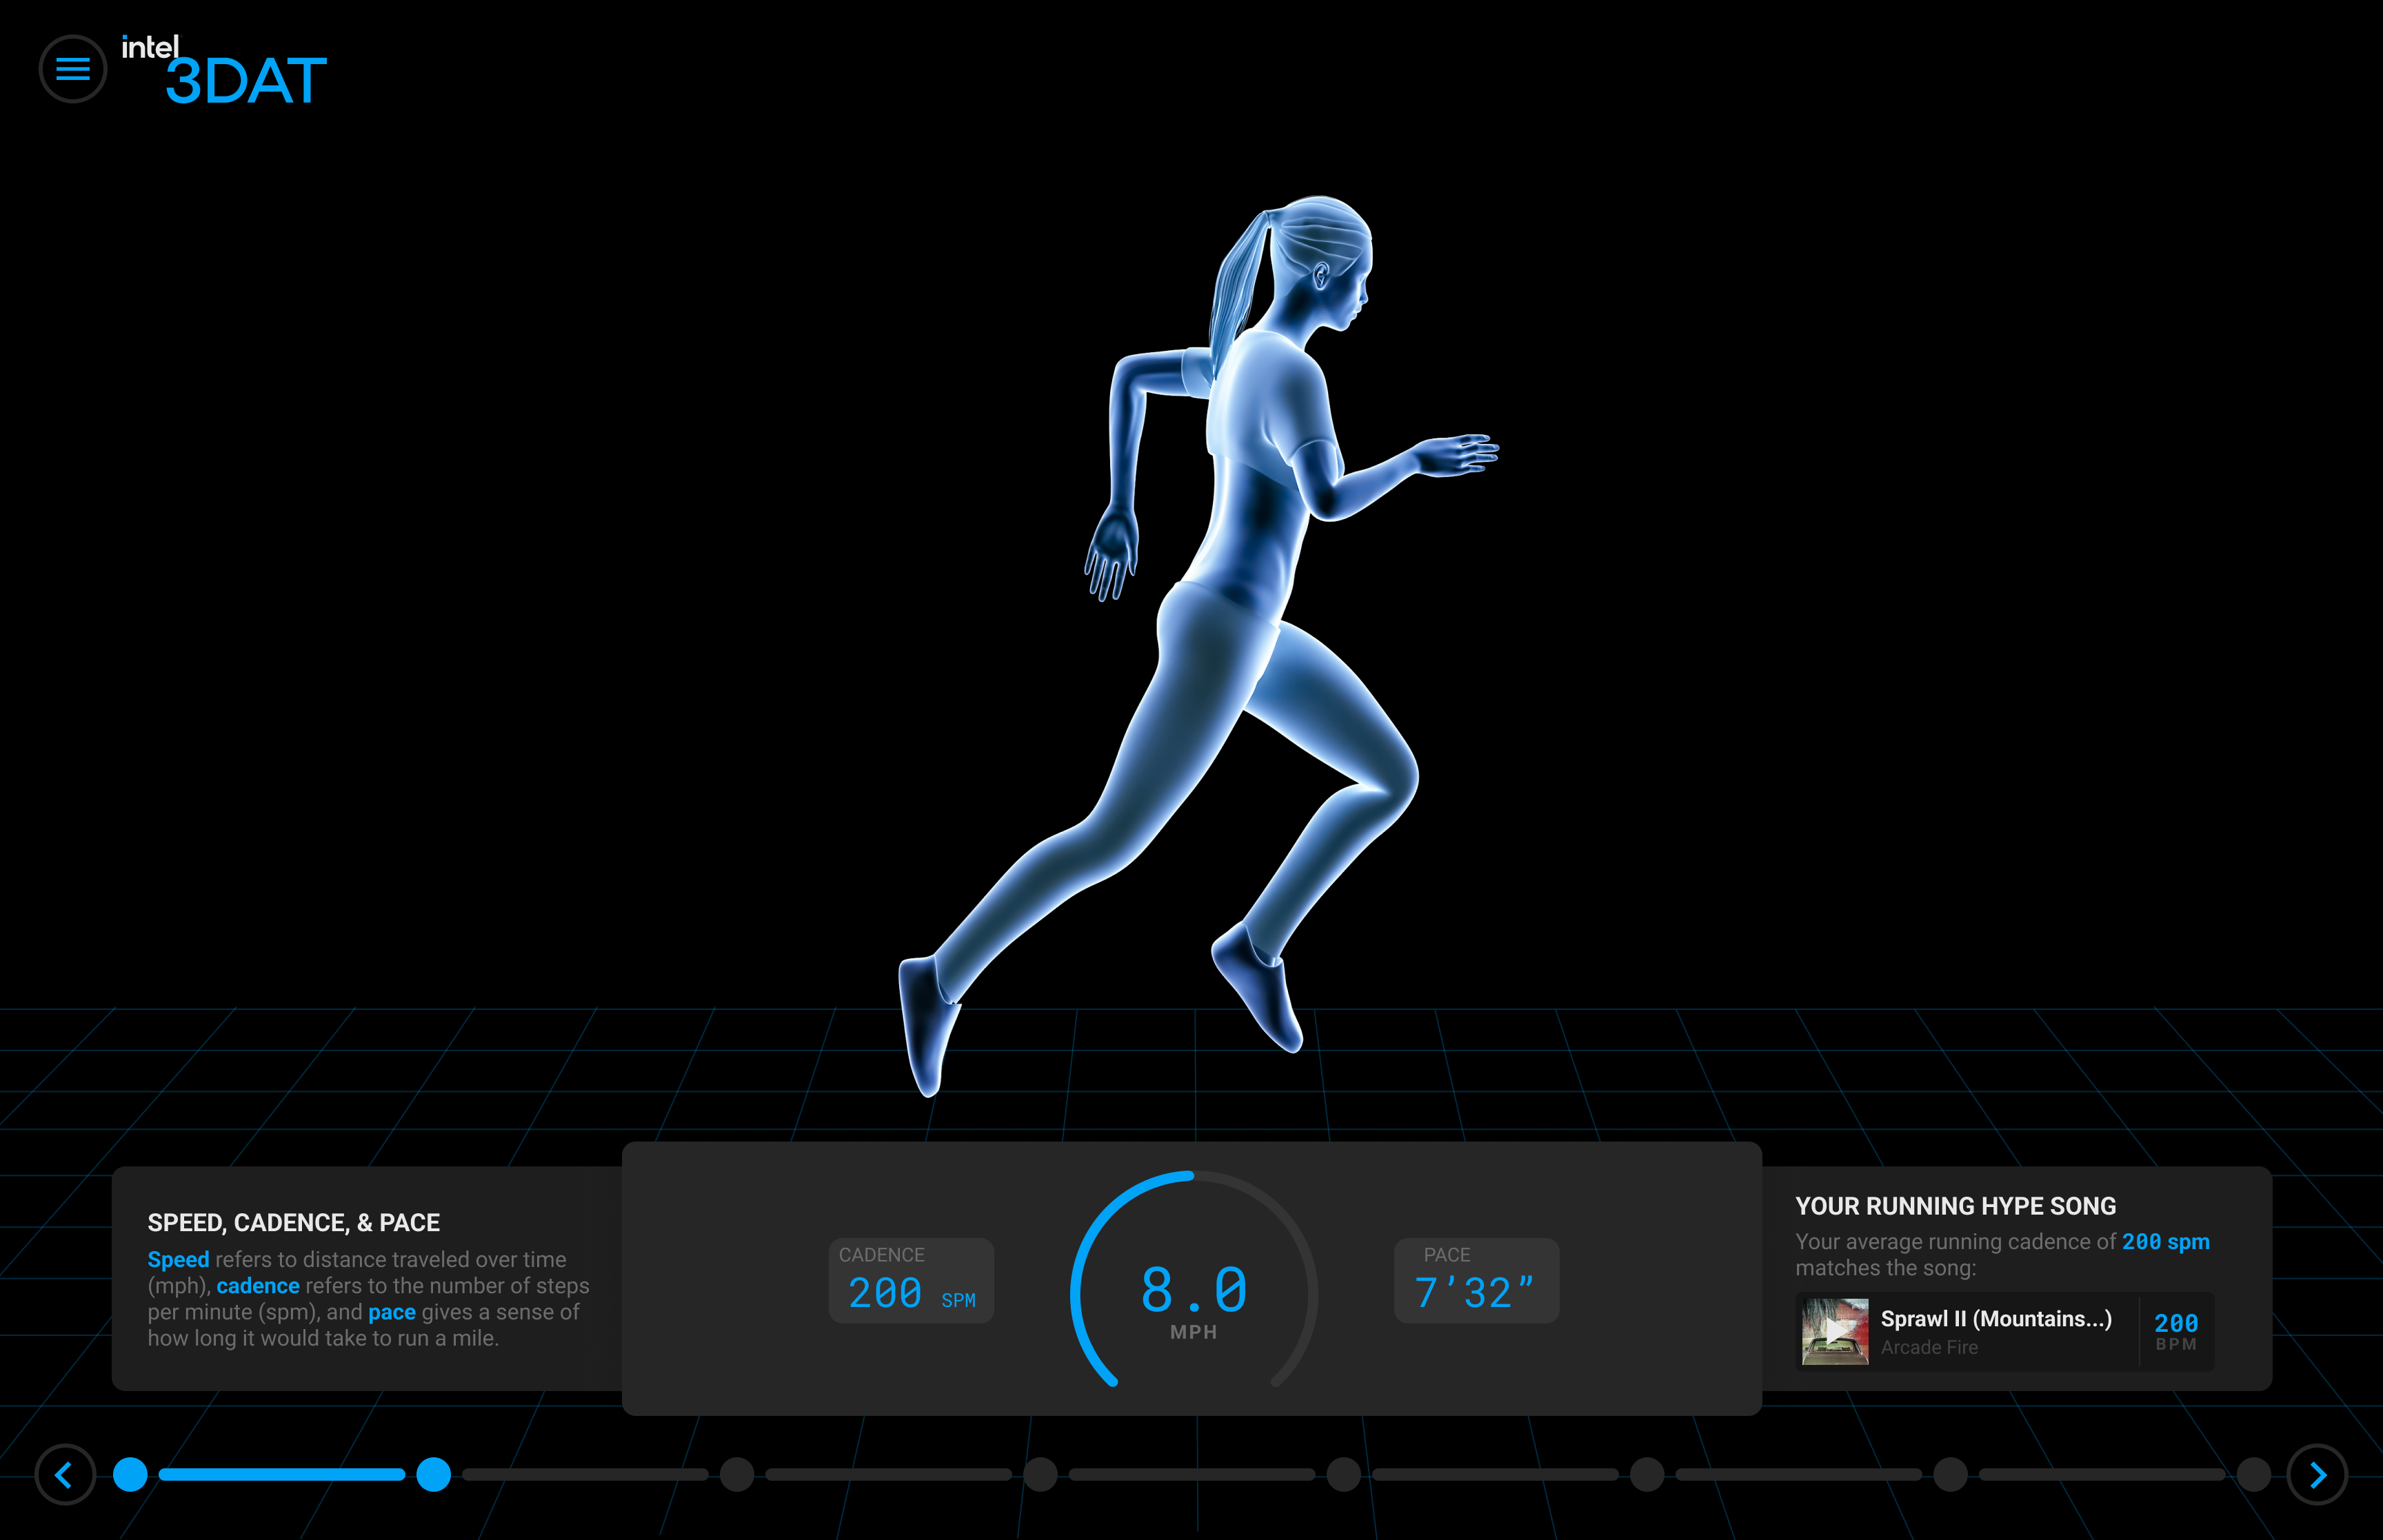 intel
3DAT
SPEED, CADENCE, & PACE
Speed refers to distance traveled over time
(mph), cadence refers to the number of steps
per minute (spm), and pace gives a sense of
how long it would take to run a mile.
CADENCE
200 SPM
8.0
MPH
PACE
7’32”
YOUR RUNNING HYPE SONG
Your average running cadence of 200 spm
matches the song:
Sprawl II (Mountains...)
Arcade Fire
200
BPM